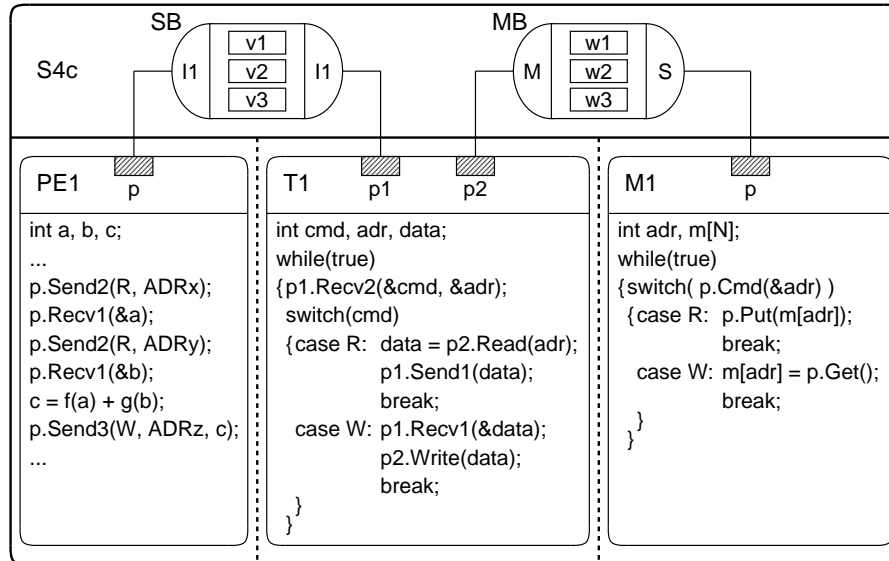 SB
MB
S4c
I1
v1
v2
v3
I1
M
w1
w2
w3
S
PE1
p
int a, b, c;
...
p.Send2(R, ADRx);
p.Recv1(&a);
p.Send2(R, ADRy);
p.Recv1(&b);
c = f(a) + g(b);
p.Send3(W, ADRz, c);
...
T1
p1
p2
int cmd, adr, data;
while(true)
{p1.Recv2(&cmd, &adr);
switch(cmd)
{case R: data = p2.Read(adr);
p1.Send1(data);
break;
case W: p1.Recv1(&data);
p2.Write(data);
break;
}
}
M1
p
int adr, m[N];
while(true)
{switch( p.Cmd(&adr) )
{case R: p.Put(m[adr]);
break;
case W: m[adr] = p.Get();
break;
}
}